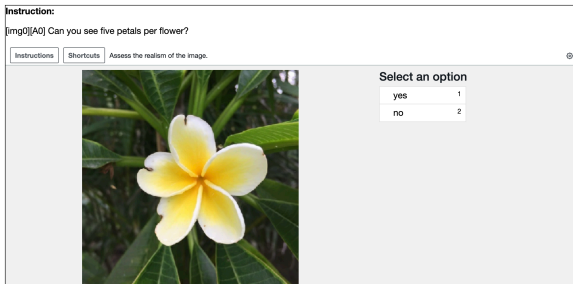 Instruction:
[img0][A0] Can you see five petals per flower?
Instructions Shortcuts Assess the realism of the image.
Select an option
yes 1
no 2